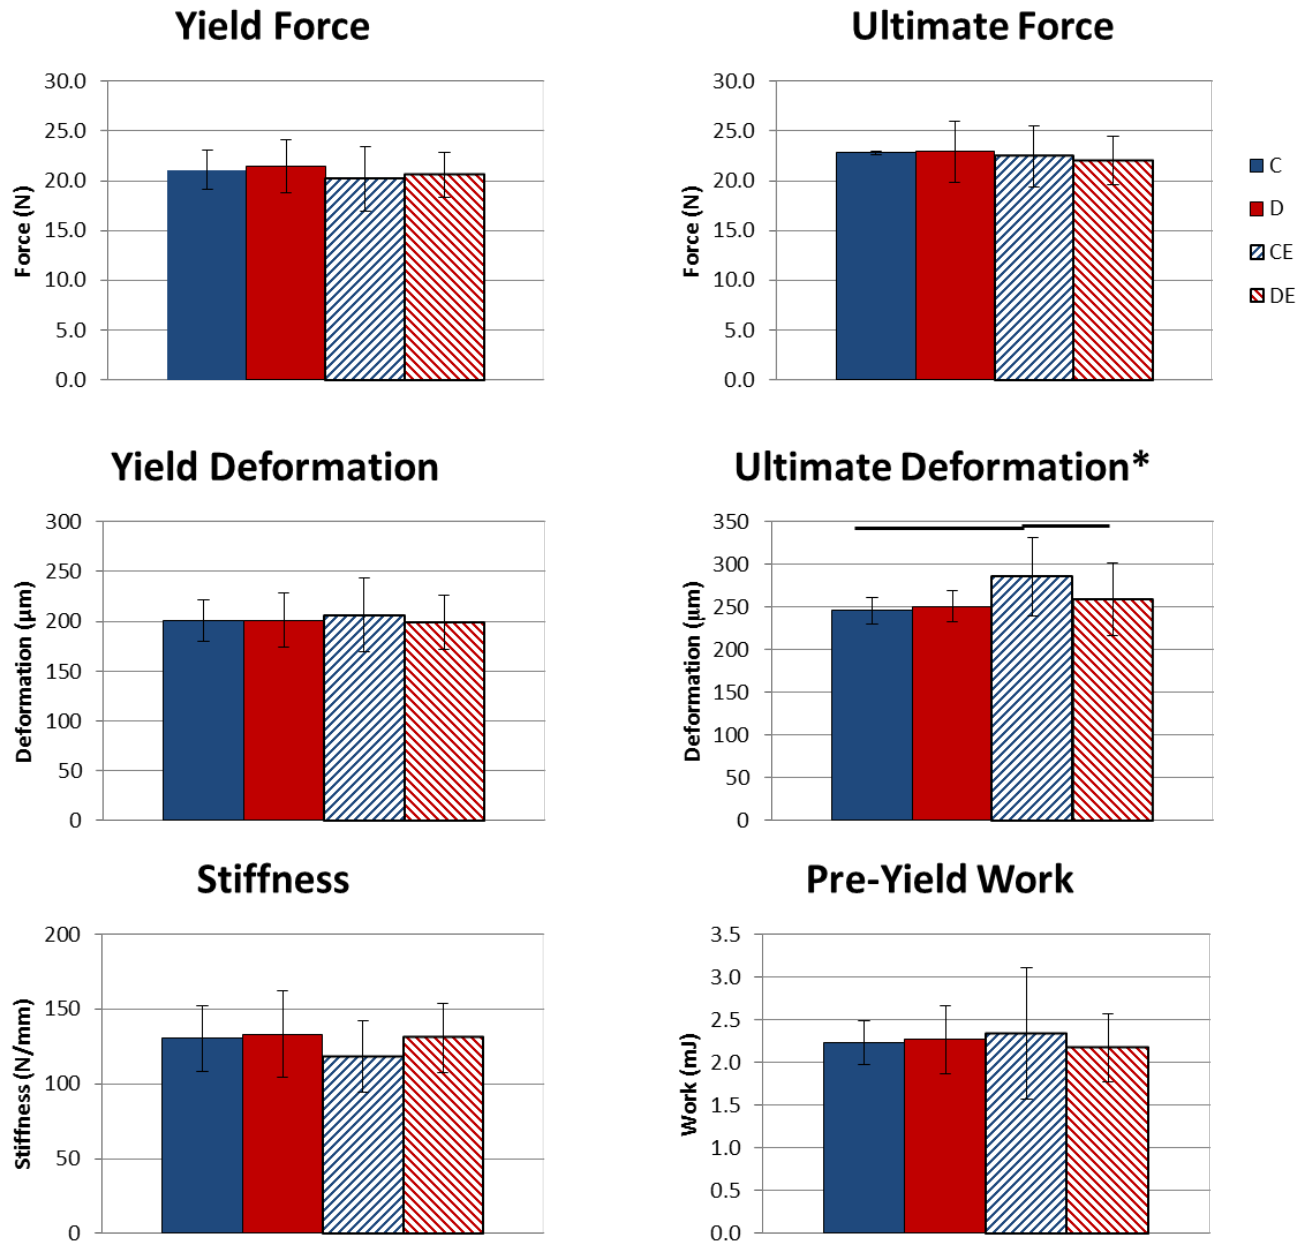 Yield Force
Force (N)
30.0
25.0
20.0
15.0
10.0
5.0
0.0
Ultimate Force
Force (N)
30.0
25.0
20.0
15.0
10.0
5.0
0.0
C
D
CE
DE
Yield Deformation
Deformation (μm)
300
250
200
150
100
50
0
Ultimate Deformation*
Deformation (μm)
350
300
250
200
150
100
50
0
Stiffness
Stiffness (N/mm)
200
150
100
50
0
Pre-Yield Work
Work (mJ)
3.5
3.0
2.5
2.0
1.5
1.0
0.5
0.0